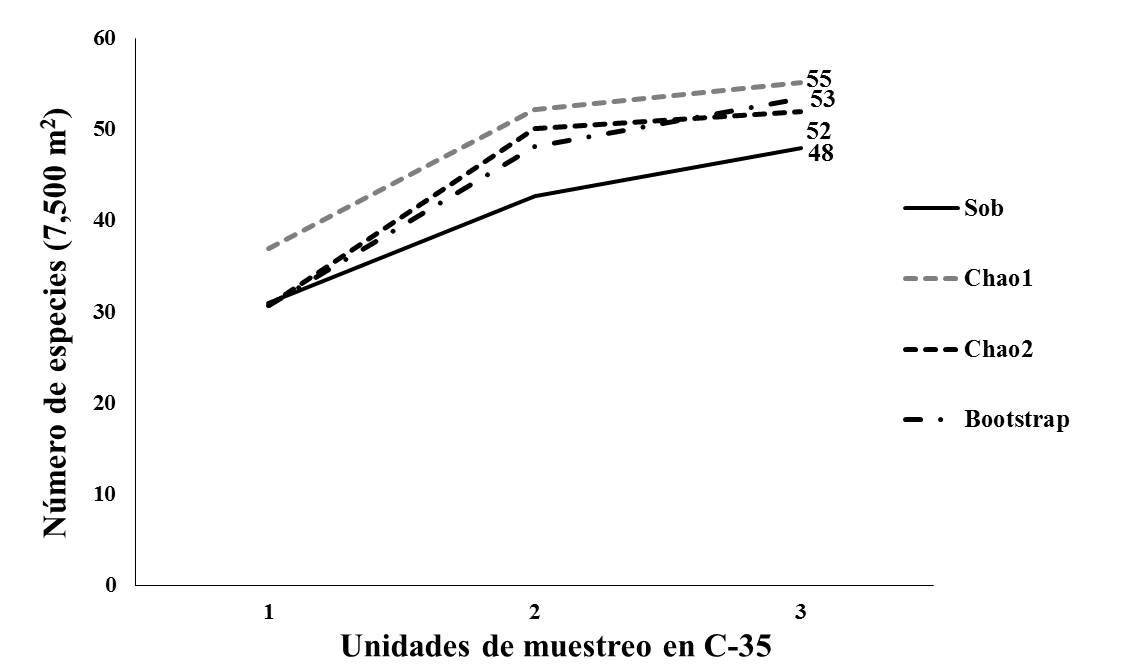 Número de especies (7,500 m²)
60
50
40
30
20
10
0
55
53
52
48
1 2 3
Unidades de muestreo en C-35
Sob
Chao1
Chao2
Bootstrap